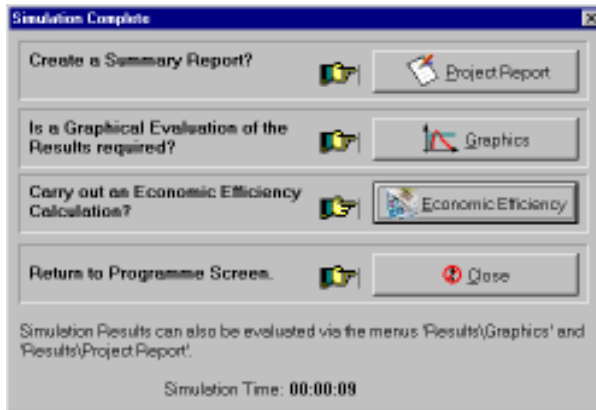 Simulation Complete
Create a Summary Report?
Project Report
Is a Graphical Evaluation of the
Results required?
Graphics
Carry out an Economic Efficiency
Calculation?
Economic Efficiency
Return to Programme Screen.
Close
Simulation Results can also be evaluated via the menus 'Results\Graphics' and
'Results\Project Report'.
Simulation Time: 00:00:09